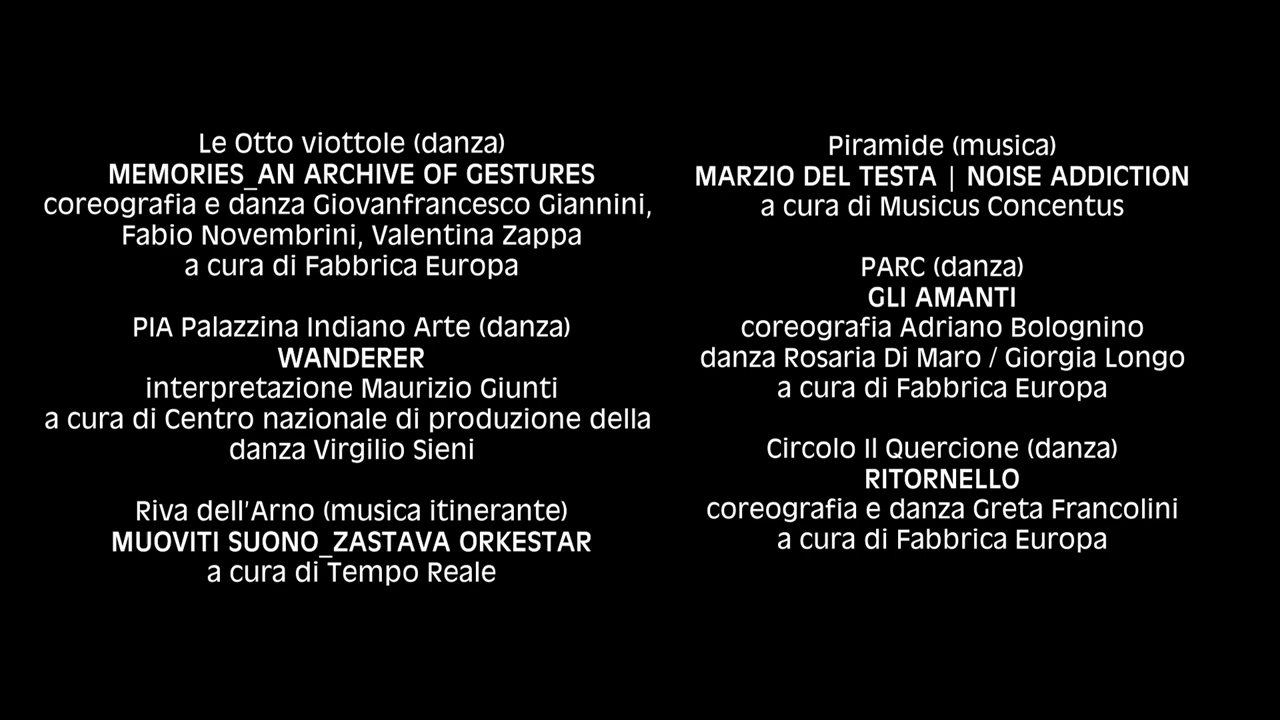 Le Otto viottole (danza)
MEMORIES_AN ARCHIVE OF GESTURES
coreografia e danza Giovanfrancesco Giannini,
Fabio Novembrini, Valentina Zappa
a cura di Fabbrica Europa
PIA Palazzina Indiano Arte (danza)
WANDERER
interpretazione Maurizio Giunti
a cura di Centro nazionale di produzione della
danza Virgilio Sieni
Riva dell'Arno (musica itinerante)
MUOVITI SUONO_ZASTAVA ORKESTAR
a cura di Tempo Reale
Piramide (musica)
MARZIO DEL TESTA | NOISE ADDICTION
a cura di Musicus Concentus
PARC (danza)
GLI AMANTI
coreografia Adriano Bolognino
danza Rosaria Di Maro / Giorgia Longo
a cura di Fabbrica Europa
Circolo Il Quercione (danza)
RITORNELLO
coreografia e danza Greta Francolini
a cura di Fabbrica Europa